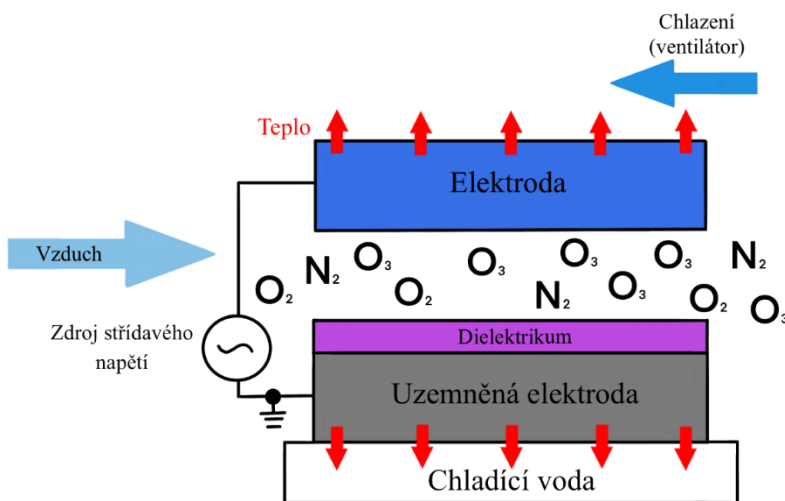 Chlazení
(ventilátor)
Teplo
Elektroda
Vzduch
O₂ N₂ O₃ O₂ O₃ N₂ O₃ O₃ O₃ O₂ N₂ O₃
Zdroj střídavého
napětí
Dielektrikum
Uzemněná elektroda
Chladící voda